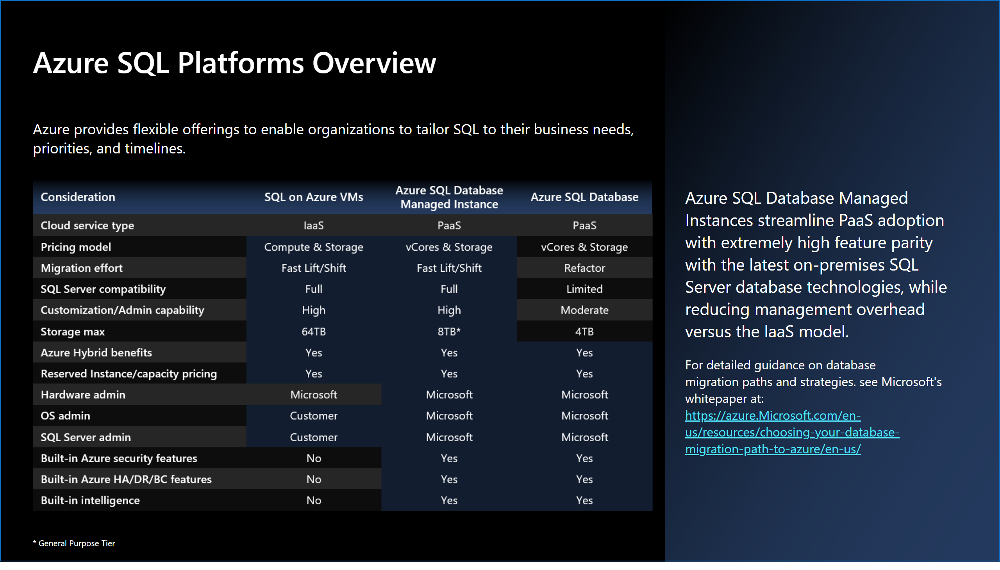 Azure SQL Platforms Overview
Azure provides flexible offerings to enable organizations to tailor SQL to their business needs,
priorities, and timelines.
Consideration SQL on Azure VMs Azure SQL Database Managed Instance Azure SQL Database
Cloud service type IaaS PaaS PaaS
Pricing model Compute & Storage vCores & Storage vCores & Storage
Migration effort Fast Lift/Shift Fast Lift/Shift Refactor
SQL Server compatibility Full Full Limited
Customization/Admin capability High High Moderate
Storage max 64TB 8TB* 4TB
Azure Hybrid benefits Yes Yes Yes
Reserved Instance/capacity pricing Yes Yes Yes
Hardware admin Microsoft Microsoft Microsoft
OS admin Customer Microsoft Microsoft
SQL Server admin Customer Microsoft Microsoft
Built-in Azure security features No Yes Yes
Built-in Azure HA/DR/BC features No Yes Yes
Built-in intelligence No Yes Yes
* General Purpose Tier
Azure SQL Database Managed
Instances streamline PaaS adoption
with extremely high feature parity
with the latest on-premises SQL
Server database technologies, while
reducing management overhead
versus the IaaS model.
For detailed guidance on database
migration paths and strategies. see Microsoft's
whitepaper at:
https://azure.Microsoft.com/en-
us/resources/choosing-your-database-
migration-path-to-azure/en-us/